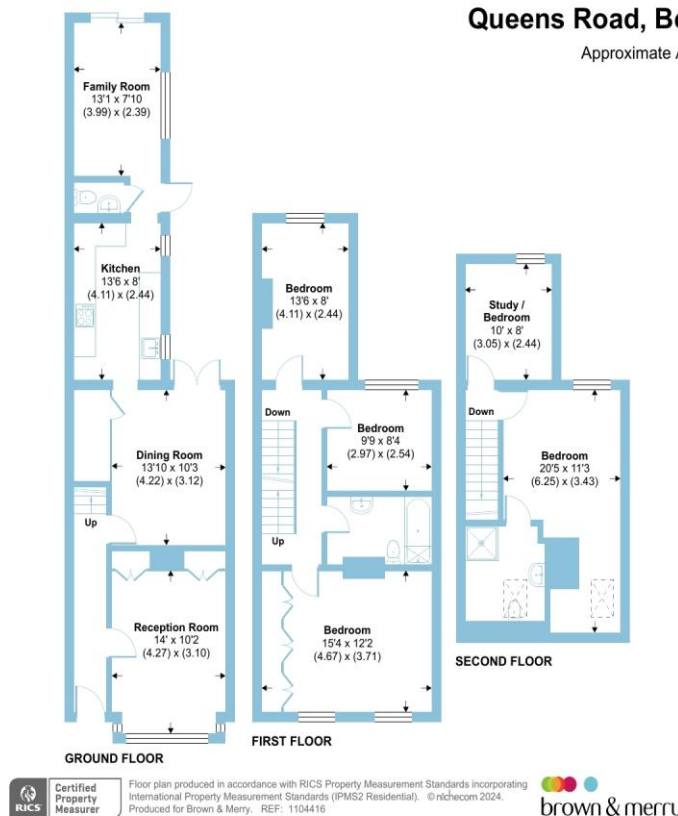 Queens Road, Be
Approximate
Family Room
13'1 x 7'10
(3.99) x (2.39)
Kitchen
13'6 x 8'
(4.11) x (2.44)
Dining Room
13'10 x 10'3
(4.22) x (3.12)
Up
Reception Room
14' x 10'2
(4.27) x (3.10)
GROUND FLOOR
Bedroom
13'6 x 8'
(4.11) x (2.44)
Down
Bedroom
9'9 x 8'4
(2.97) x (2.54)
Up
Bedroom
15'4 x 12'2
(4.67) x (3.71)
FIRST FLOOR
Study /
Bedroom
10' x 8'
(3.05) x (2.44)
Down
Bedroom
20'5 x 11'3
(6.25) x (3.43)
SECOND FLOOR
RICS
Certified
Property
Measurer
Floor plan produced in accordance with RICS Property Measurement Standards incorporating
International Property Measurement Standards (IPMS2 Residential). © nichecom 2024.
Produced for Brown & Merry. REF: 1104416
brown & merry